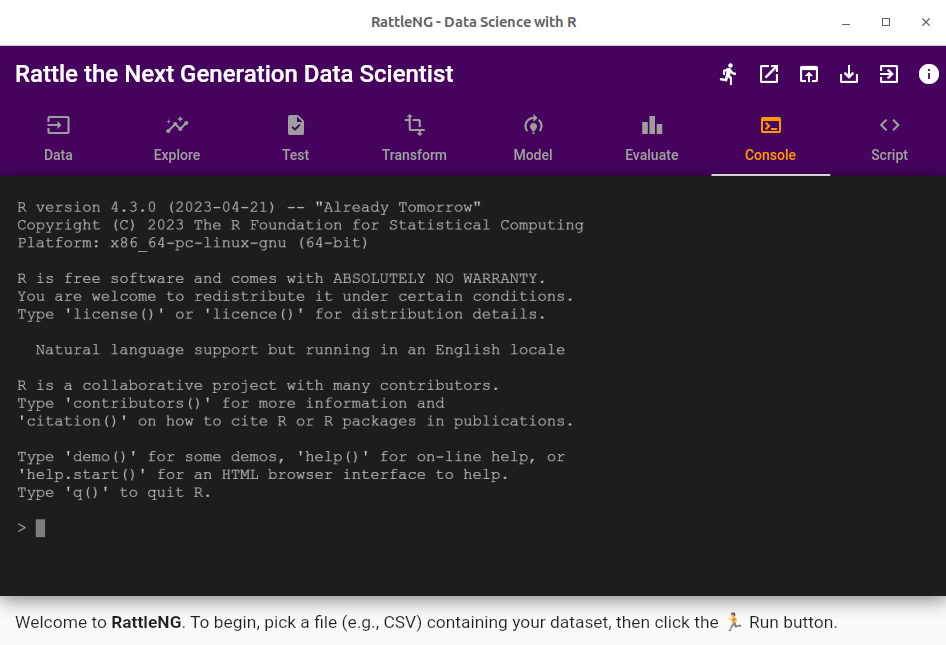 RattleNG - Data Science with R
Rattle the Next Generation Data Scientist
Data Explore Test Transform Model Evaluate Console Script
R version 4.3.0 (2023-04-21) -- "Already Tomorrow"
Copyright (C) 2023 The R Foundation for Statistical Computing
Platform: x86_64-pc-linux-gnu (64-bit)
R is free software and comes with ABSOLUTELY NO WARRANTY.
You are welcome to redistribute it under certain conditions.
Type 'license()' or 'licence()' for distribution details.
Natural language support but running in an English locale
R is a collaborative project with many contributors.
Type 'contributors()' for more information and
'citation()' on how to cite R or R packages in publications.
Type 'demo()' for some demos, 'help()' for on-line help, or
'help.start()' for an HTML browser interface to help.
Type 'q()' to quit R.
>
Welcome to RattleNG. To begin, pick a file (e.g., CSV) containing your dataset, then click the 🏃 Run button.